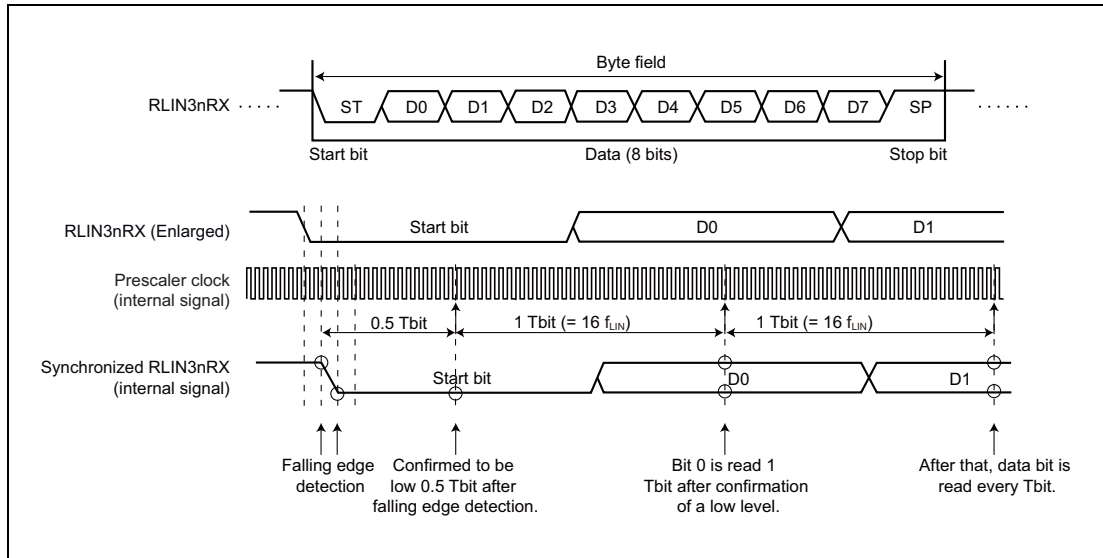 Byte field
RLIN3nRX
ST D0 D1 D2 D3 D4 D5 D6 D7 SP
Start bit Data (8 bits) Stop bit
RLIN3nRX (Enlarged)
Start bit D0 D1
Prescaler clock
(internal signal)
0.5 Tbit 1 Tbit (= 16 fLIN) 1 Tbit (= 16 fLIN)
Synchronized RLIN3nRX
(internal signal)
Start bit D0 D1
Falling edge
detection
Confirmed to be
low 0.5 Tbit after
falling edge detection.
Bit 0 is read 1
Tbit after confirmation
of a low level.
After that, data bit is
read every Tbit.